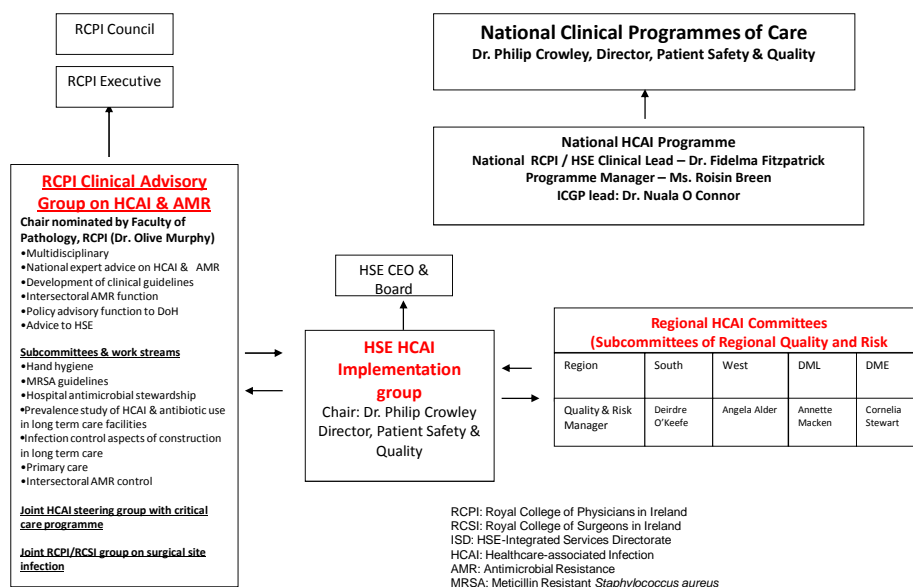 RCPI Council
RCPI Executive
National Clinical Programmes of Care
Dr. Philip Crowley, Director, Patient Safety & Quality
National HCAI Programme
National RCPI / HSE Clinical Lead – Dr. Fidelma Fitzpatrick
Programme Manager – Ms. Roisin Breen
ICGP lead: Dr. Nuala O Connor
RCPI Clinical Advisory
Group on HCAI & AMR
Chair nominated by Faculty of
Pathology, RCPI (Dr. Olive Murphy)
•Multidisciplinary
•National expert advice on HCAI & AMR
•Development of clinical guidelines
•Intersectoral AMR function
•Policy advisory function to DoH
•Advice to HSE
Subcommittees & work streams
•Hand hygiene
•MRSA guidelines
•Hospital antimicrobial stewardship
•Prevalence study of HCAI & antibiotic use
in long term care facilities
•Infection control aspects of construction
in long term care
•Primary care
•Intersectoral AMR control
Joint HCAI steering group with critical
care programme
Joint RCPI/RCSI group on surgical site
infection
HSE CEO &
Board
HSE HCAI
Implementation
group
Chair: Dr. Philip Crowley
Director, Patient Safety &
Quality
Regional HCAI Committees
(Subcommittees of Regional Quality and Risk
Region South West DML DME
Quality & Risk Manager Deirdre O'Keefe Angela Alder Annette Macken Cornelia Stewart
RCPI: Royal College of Physicians in Ireland
RCSI: Royal College of Surgeons in Ireland
ISD: HSE-Integrated Services Directorate
HCAI: Healthcare-associated Infection
AMR: Antimicrobial Resistance
MRSA: Meticillin Resistant Staphylococcus aureus